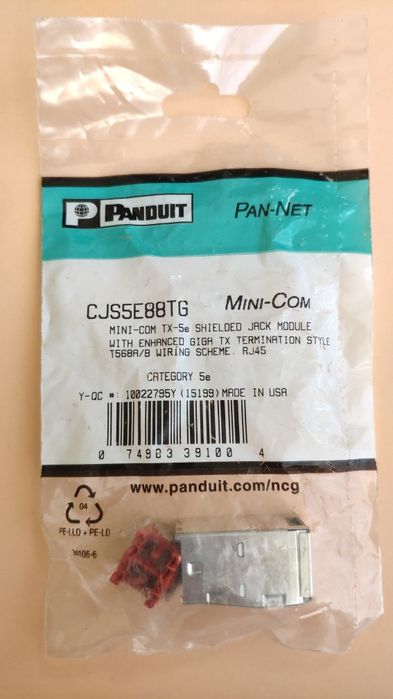 PANDUIT
PAN-NET
CJS5E88TG
MINI-COM
MINI-COM TX-5e SHIELDED JACK MODULE
WITH ENHANCED GIGA TX TERMINATION STYLE
T568A/B WIRING SCHEME. RJ45
CATEGORY 5e
Y-QC #: 10022795Y(15199)MADE IN USA
0 74983 39100 4
www.panduit.com/ncg
04
PE-LLD + PE-LD